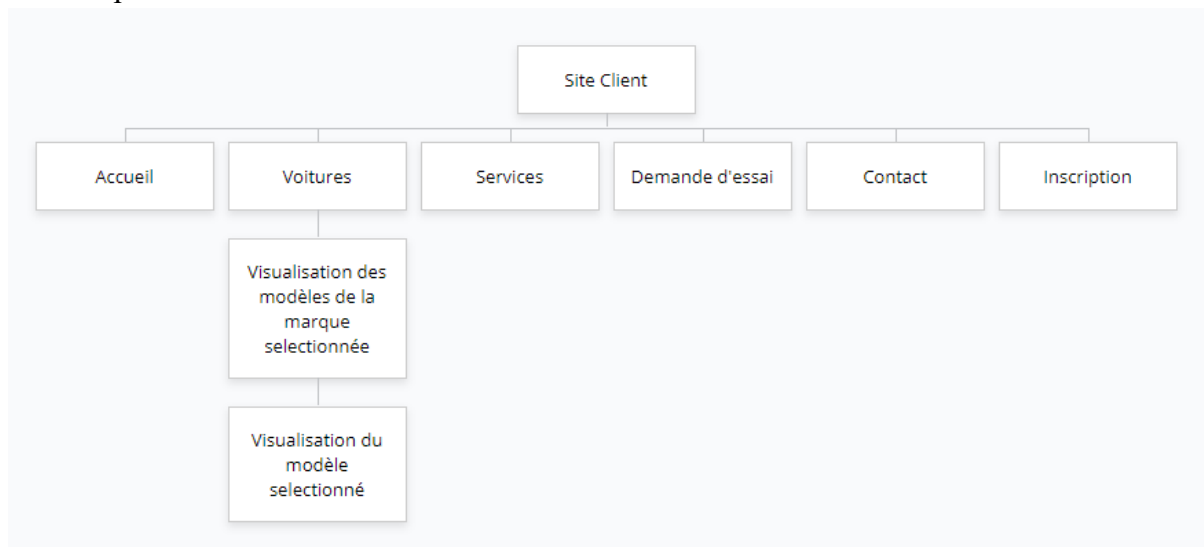 Site Client
Accueil
Voitures
Services
Demande d'essai
Contact
Inscription
Visualisation des
modèles de la
marque
selectionnée
Visualisation du
modèle
selectionné